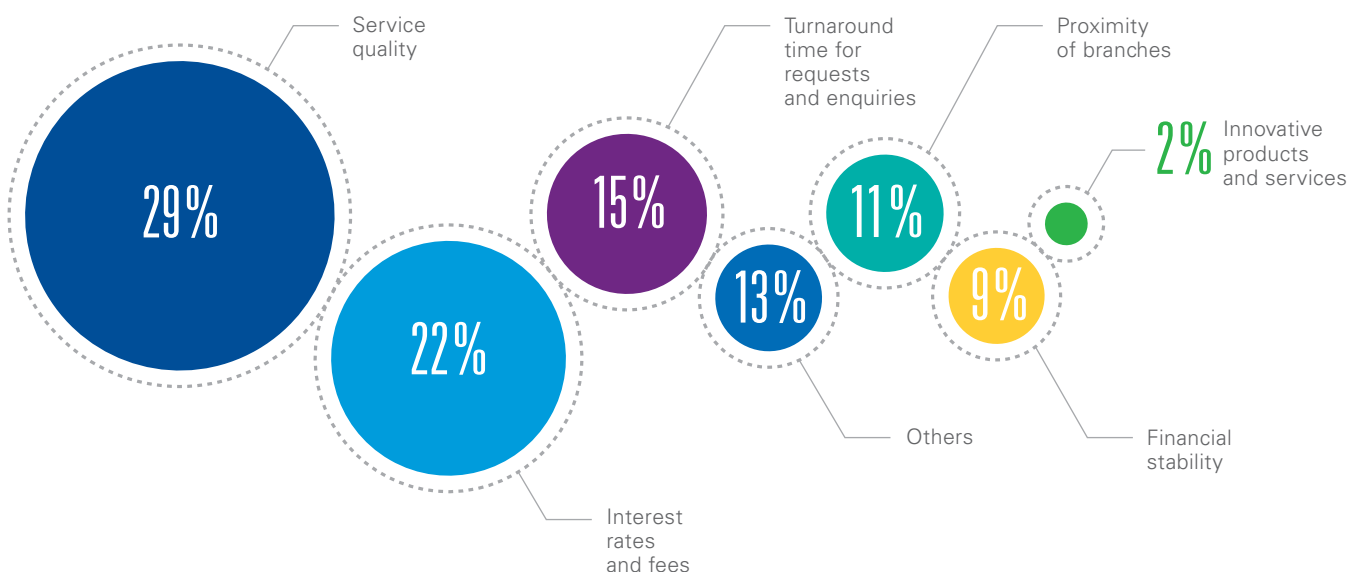 Service
quality
29%
22%
Interest
rates
and fees
Turnaround
time for
requests
and enquiries
15%
13%
Others
Proximity
of branches
11%
9%
Financial
stability
2%
Innovative
products
and services